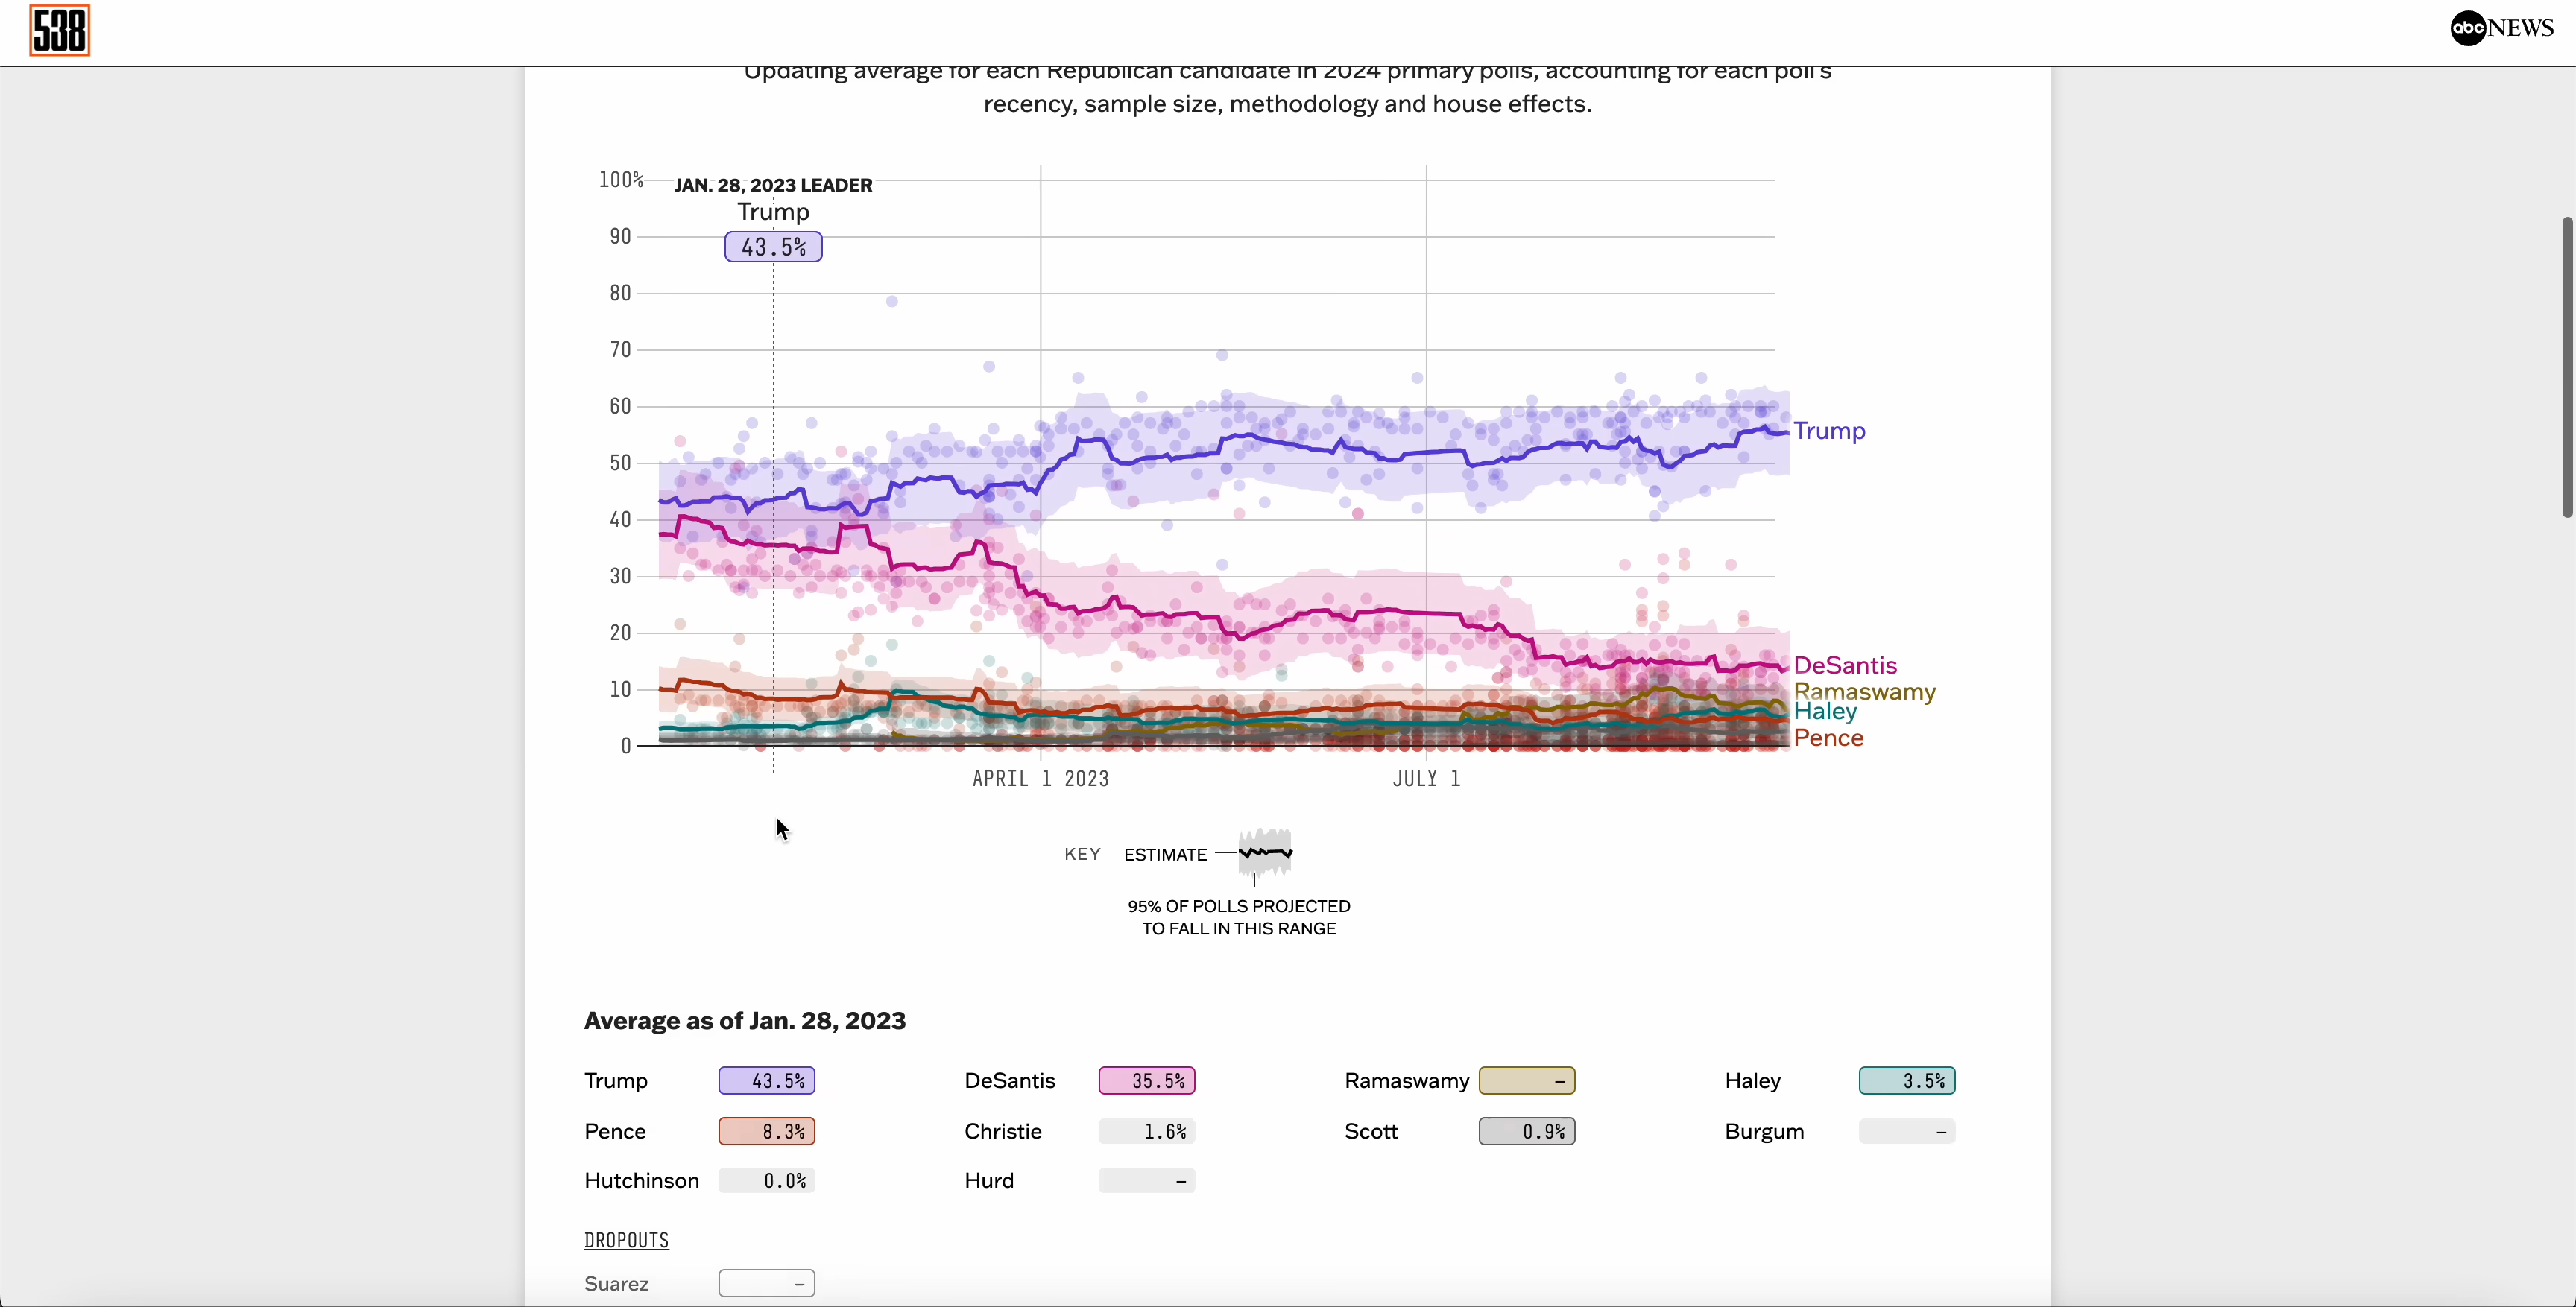 538
abc NEWS
Updating average for each Republican candidate in 2024 primary polls, accounting for each poll's
recency, sample size, methodology and house effects.
100%
JAN. 28, 2023 LEADER
Trump
43.5%
90
80
70
60
50
40
30
20
10
0
Trump
DeSantis
Ramaswamy
Haley
Pence
APRIL 1 2023
JULY 1
KEY ESTIMATE
95% OF POLLS PROJECTED
TO FALL IN THIS RANGE
Average as of Jan. 28, 2023
Trump 43.5% DeSantis 35.5% Ramaswamy – Haley 3.5%
Pence 8.3% Christie 1.6% Scott 0.9% Burgum –
Hutchinson 0.0% Hurd –
DROPOUTS
Suarez –